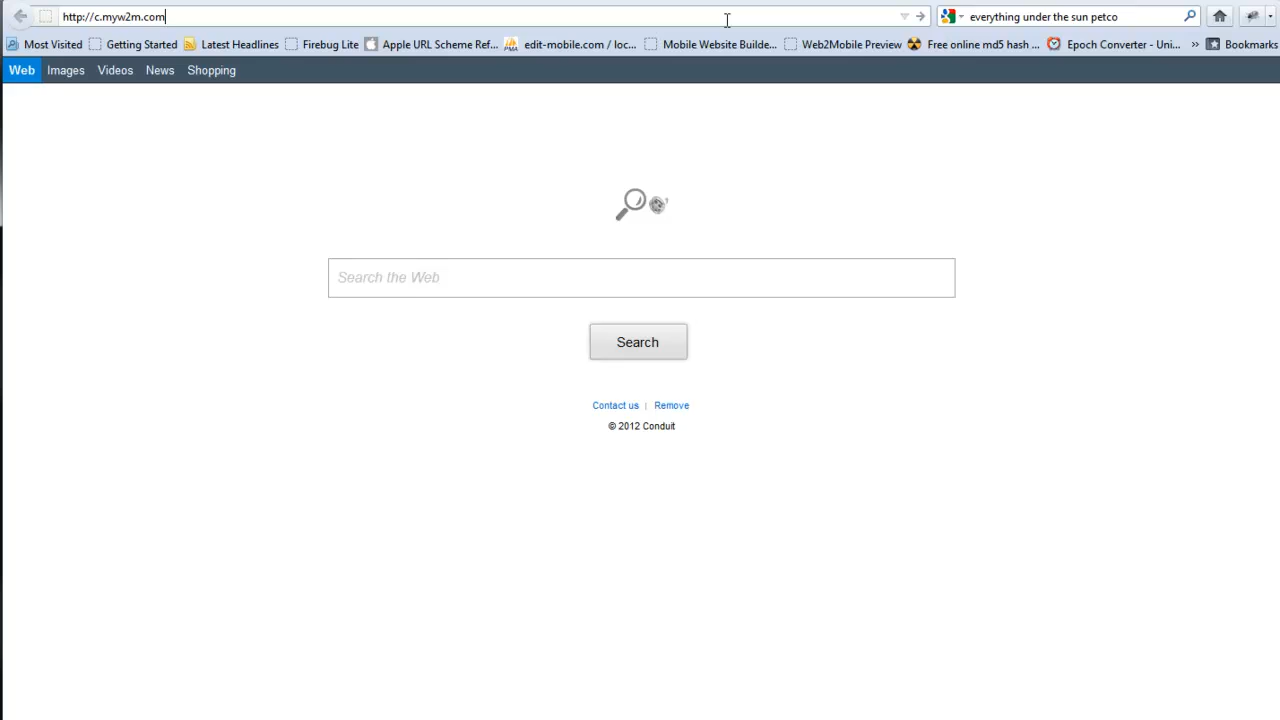 http://c.myw2m.com
everything under the sun petco
Most Visited Getting Started Latest Headlines Firebug Lite Apple URL Scheme Ref... edit-mobile.com / loc... Mobile Website Builde... Web2Mobile Preview Free online md5 hash ... Epoch Converter - Uni... » Bookmarks
Web Images Videos News Shopping
Search the Web
Search
Contact us | Remove
© 2012 Conduit